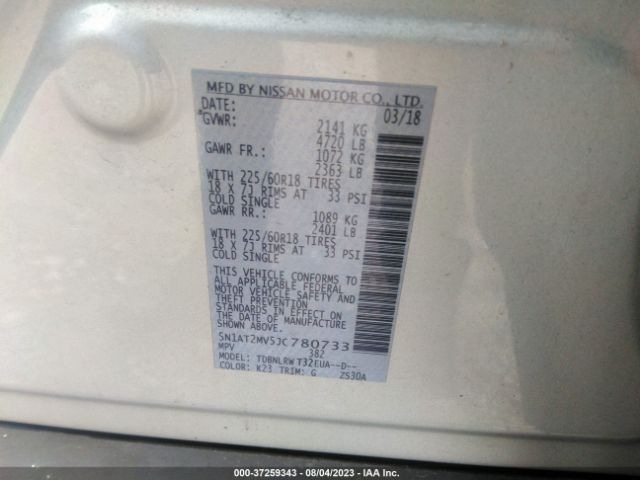 MFD BY NISSAN MOTOR CO., LTD.
DATE: 03/18
*GVWR: 2141 KG
4720 LB
GAWR FR.: 1072 KG
2363 LB
WITH 225/60R18 TIRES
18 X 7J RIMS AT 33 PSI
COLD SINGLE
GAWR RR.: 1089 KG
2401 LB
WITH 225/60R18 TIRES
18 X 7J RIMS AT 33 PSI
COLD SINGLE
THIS VEHICLE CONFORMS TO
ALL APPLICABLE FEDERAL
MOTOR VEHICLE SAFETY AND
THEFT PREVENTION
STANDARDS IN EFFECT ON
THE DATE OF MANUFACTURE
SHOWN ABOVE.
5N1AT2MV5JC780733
MPV 382
MODEL: TDBNLRW T32EUA--D--
COLOR: K23 TRIM: G ZS30A
000-37259343 - 08/04/2023 - IAA Inc.